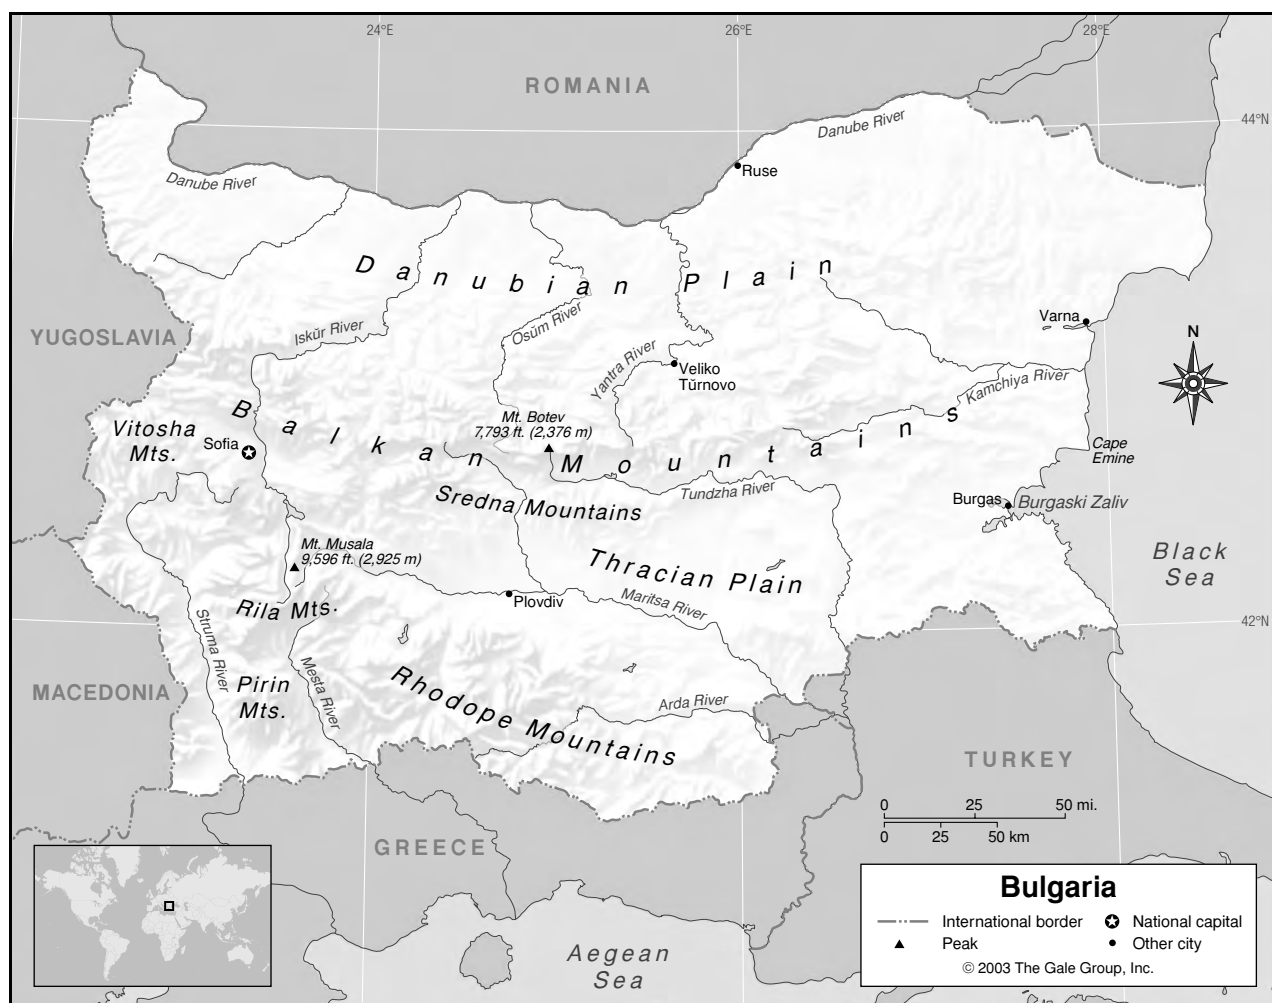 24°E
26°E
28°E
ROMANIA
44°N
Danube River
Ruse
Danube River
Danubian Plain
Varna
N
YUGOSLAVIA
Iskŭr River
Osŭm River
Yantra River
Veliko
Tŭrnovo
Kamchiya River
Balkan Mountains
Mt. Botev
7,793 ft. (2,376 m)
Vitosha
Mts.
Sofia
Cape
Emine
Tundzha River
Sredna Mountains
Burgas
Burgaski Zaliv
Mt. Musala
9,596 ft. (2,925 m)
Thracian Plain
Black
Sea
Rila Mts.
Plovdiv
Maritsa River
42°N
Struma River
Mesta River
MACEDONIA
Pirin
Mts.
Rhodope Mountains
Arda River
TURKEY
0 25 50 mi.
0 25 50 km
GREECE
Aegean
Sea
Bulgaria
International border
National capital
Peak
Other city
© 2003 The Gale Group, Inc.